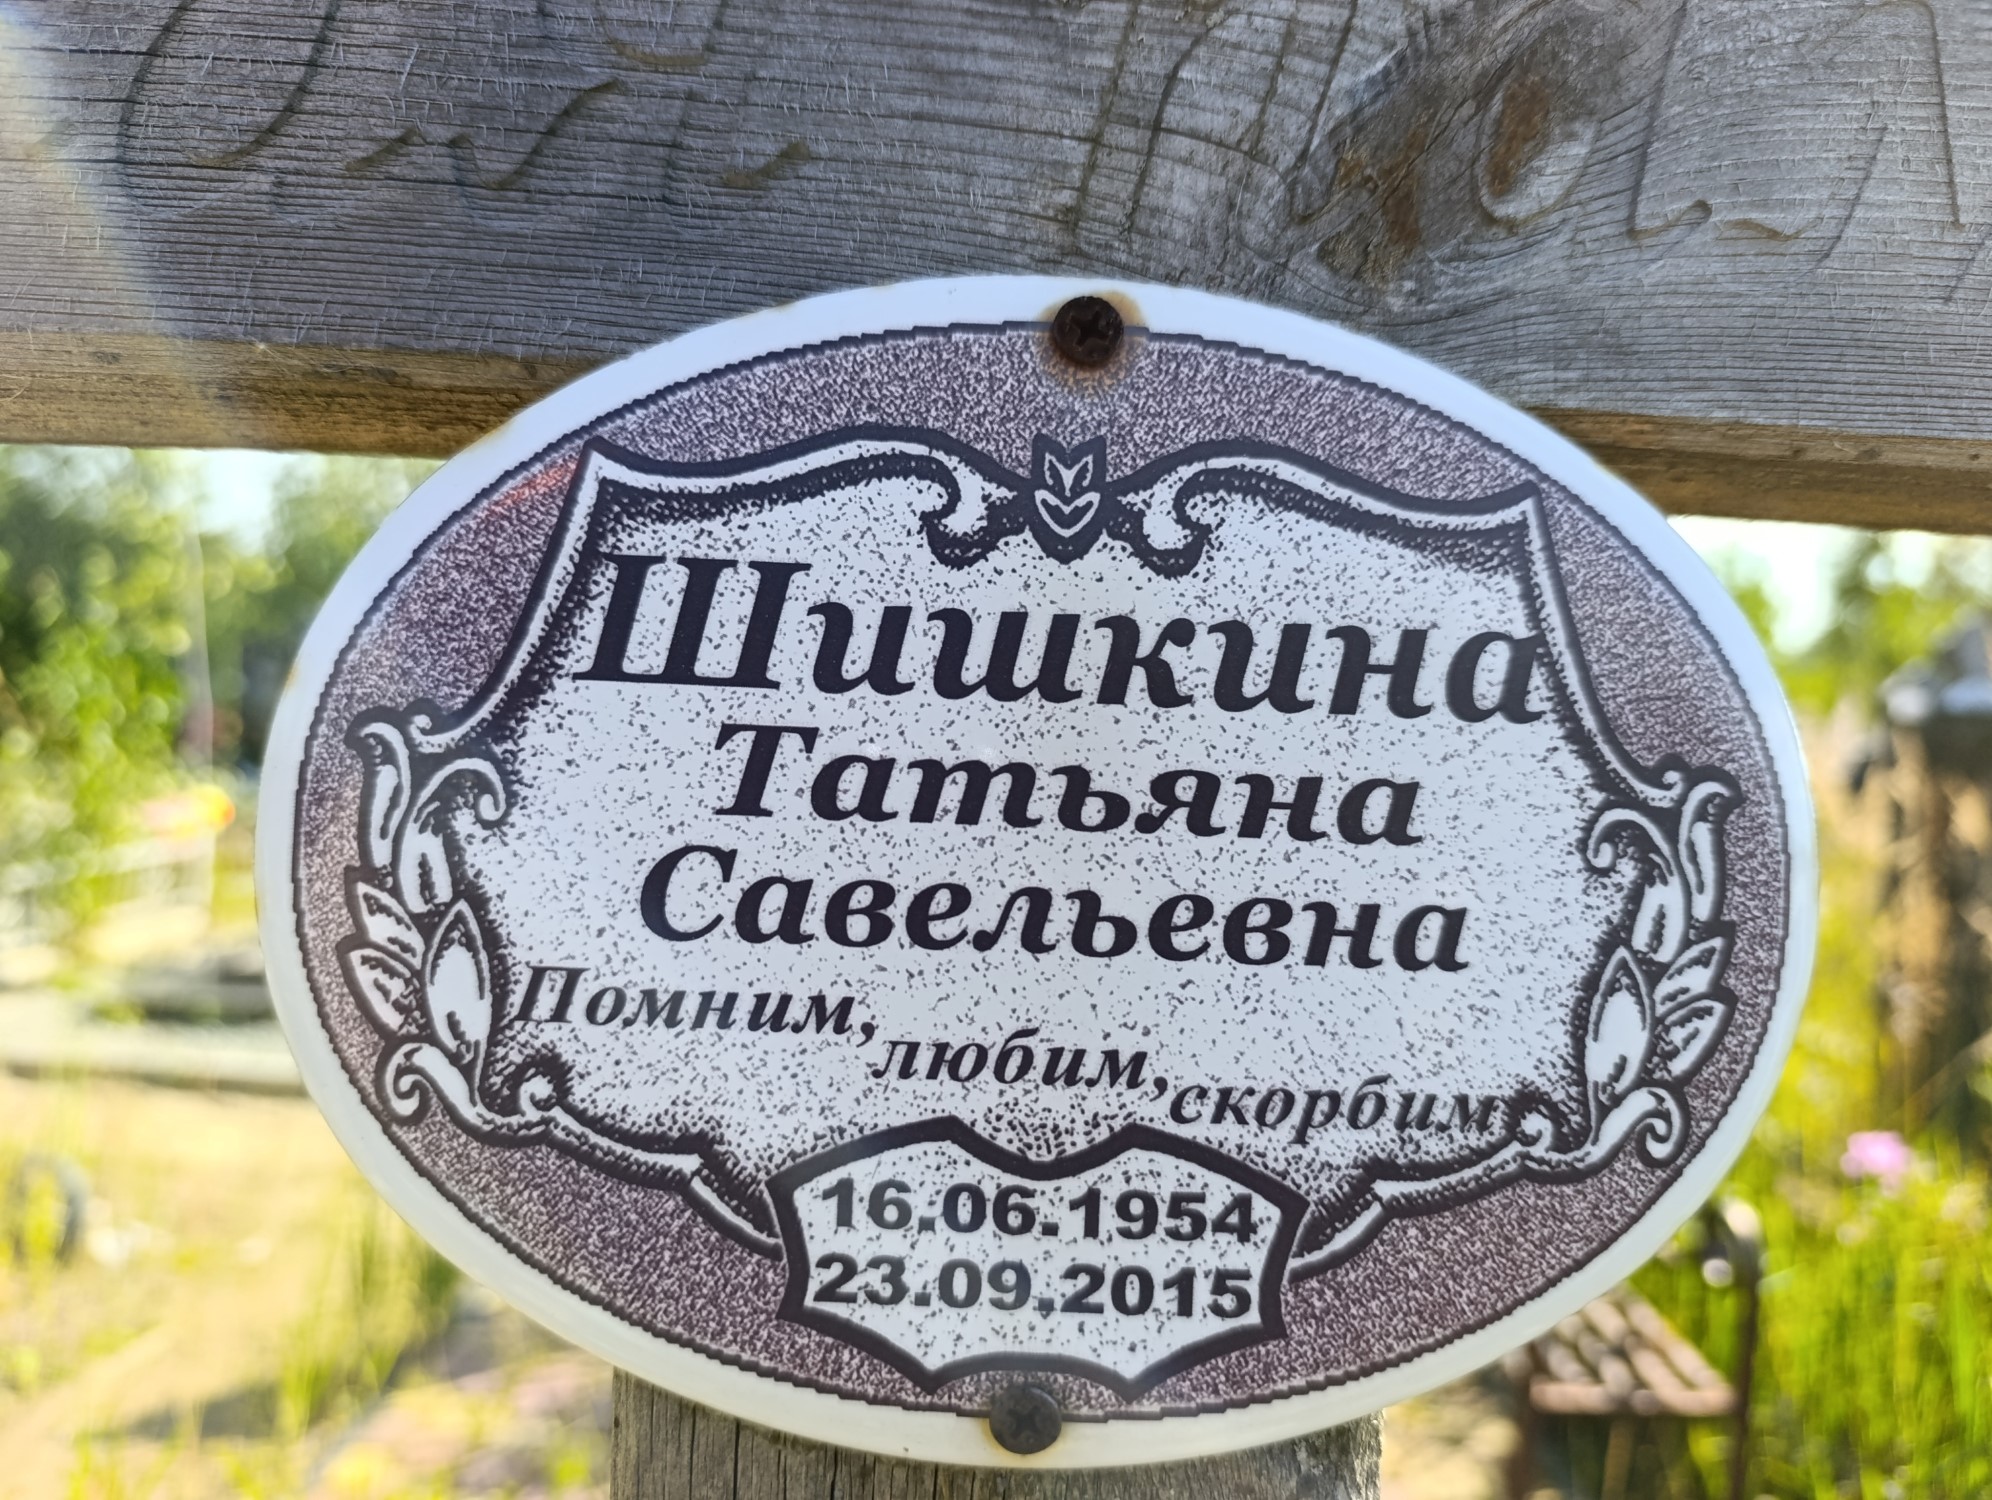 Шишкина
Татьяна
Савельевна
Помним,
любим,
скорбим
16.06.1954
23.09.2015